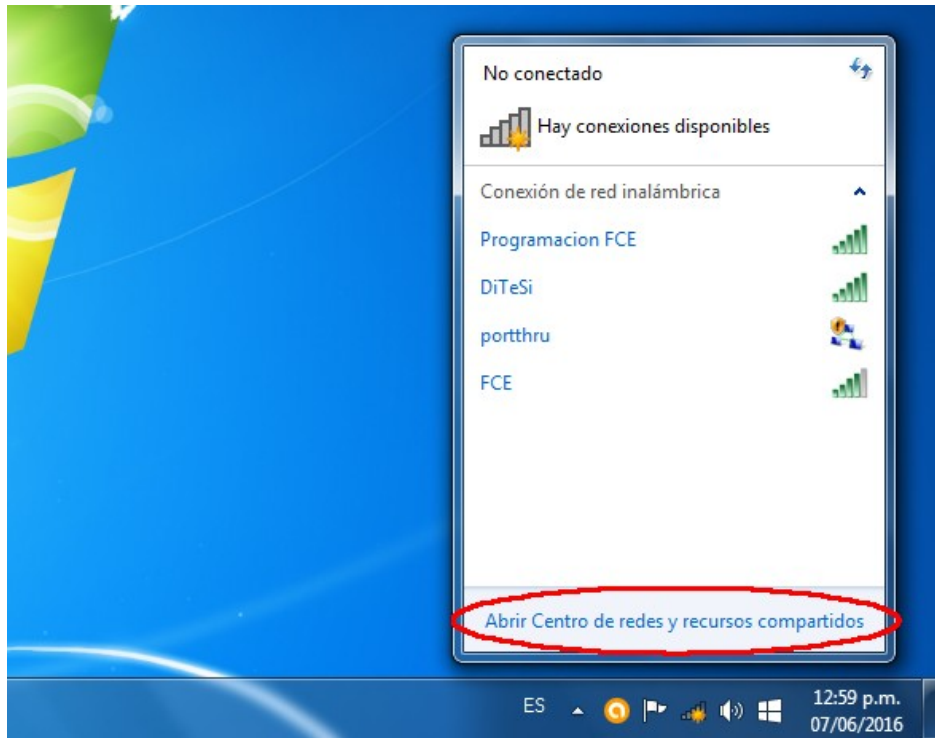 No conectado
Hay conexiones disponibles
Conexión de red inalámbrica
Programacion FCE
DiTeSi
portthru
FCE
Abrir Centro de redes y recursos compartidos
ES
12:59 p.m.
07/06/2016